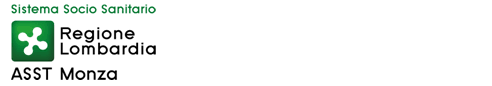 Sistema Socio Sanitario
Regione
Lombardia
ASST Monza